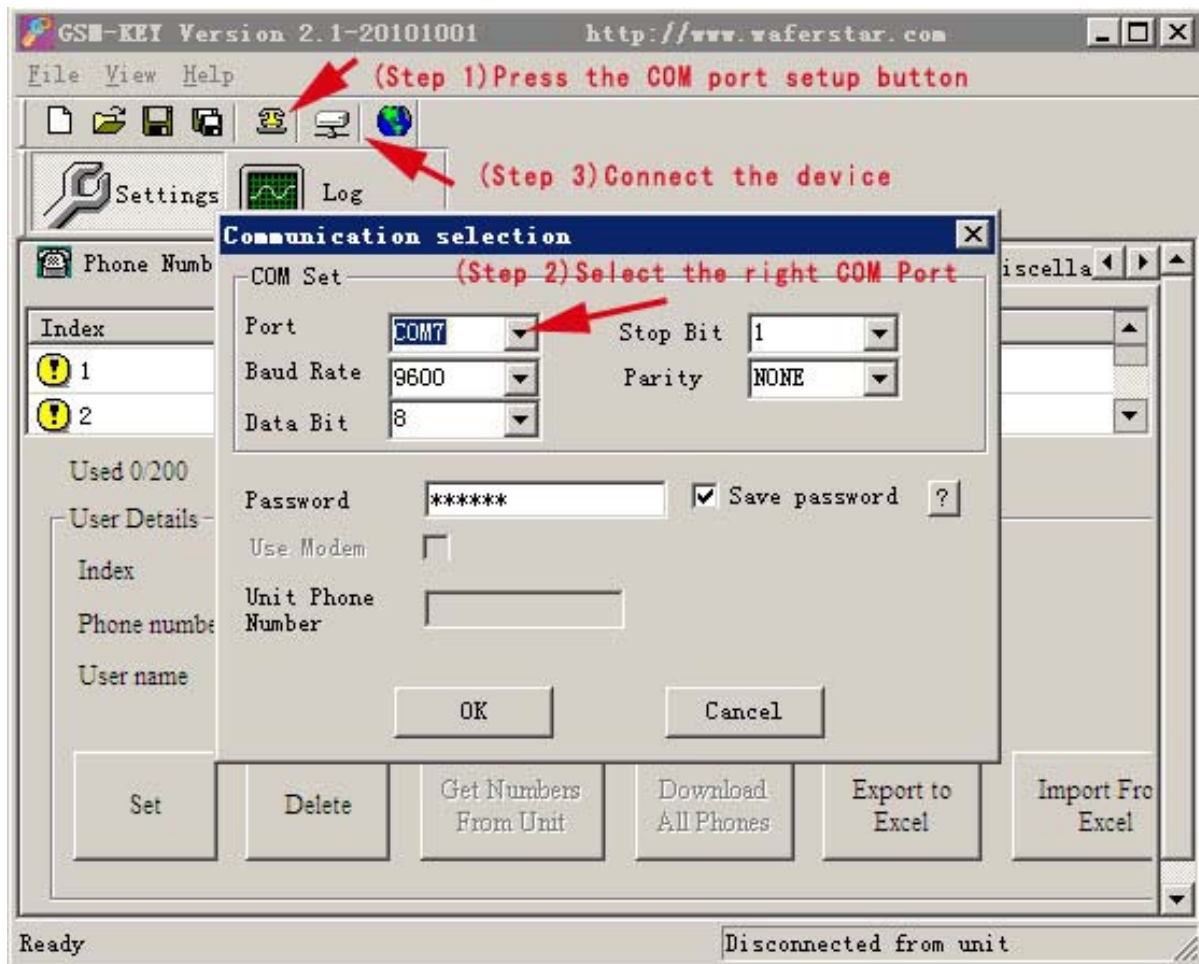 GSM-KEY Version 2.1-20101001 http://www.waferstar.com
File View Help
(Step 1)Press the COM port setup button
(Step 3)Connect the device
Settings Log
Communication selection
Phone Numb
iscella
COM Set
(Step 2)Select the right COM Port
Index
Port COM7 Stop Bit 1
1
Baud Rate 9600 Parity NONE
2
Data Bit 8
Used 0/200
Password ****** Save password ?
User Details
Use Modem
Index
Unit Phone
Number
Phone numbe
User name
OK Cancel
Set Delete Get Numbers From Unit Download All Phones Export to Excel Import Fro Excel
Ready Disconnected from unit